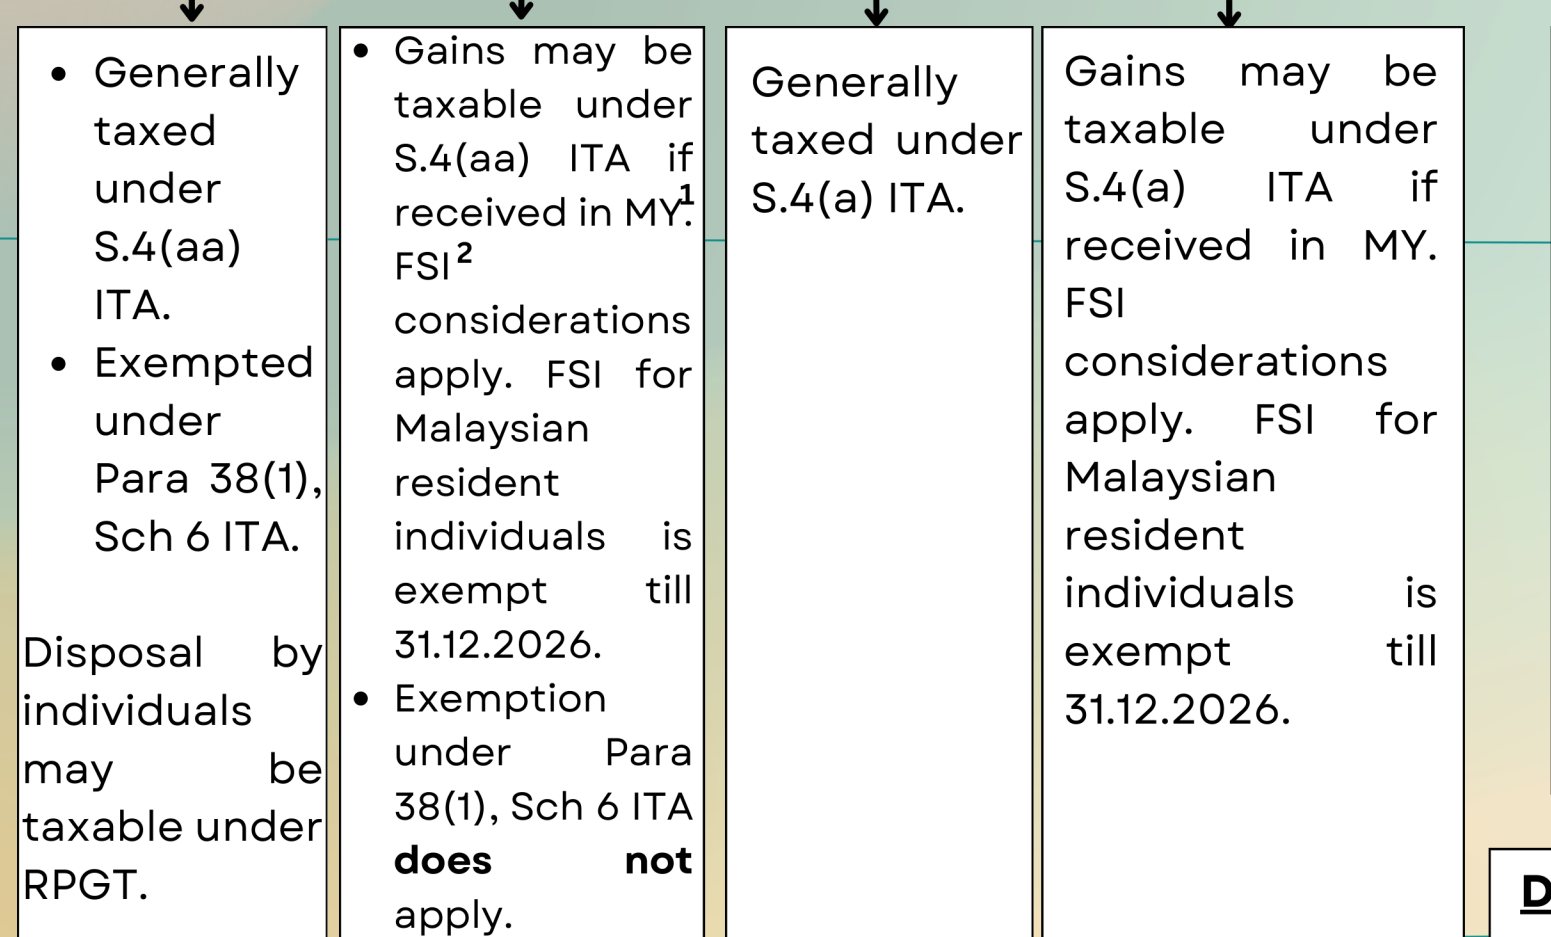 • Generally
taxed
under
S.4(aa)
ITA.
• Exempted
under
Para 38(1),
Sch 6 ITA.
Disposal by
individuals
may be
taxable under
RPGT.
• Gains may be
taxable under
S.4(aa) ITA if
received in MY.¹
FSI²
considerations
apply. FSI for
Malaysian
resident
individuals is
exempt till
31.12.2026.
• Exemption
under Para
38(1), Sch 6 ITA
does not
apply.
Generally
taxed under
S.4(a) ITA.
Gains may be
taxable under
S.4(a) ITA if
received in MY.
FSI
considerations
apply. FSI for
Malaysian
resident
individuals is
exempt till
31.12.2026.
D